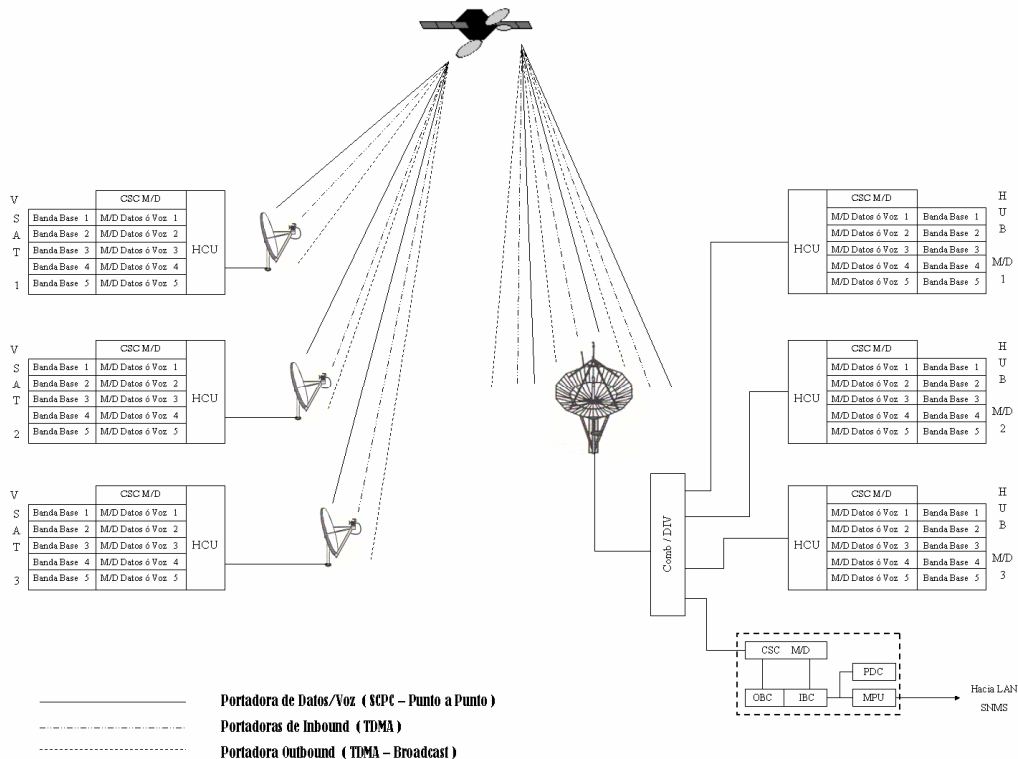 V
S
A
T
1
CSC M/D
HCU
Banda Base 1 M/D Datos ó Voz 1
Banda Base 2 M/D Datos ó Voz 2
Banda Base 3 M/D Datos ó Voz 3
Banda Base 4 M/D Datos ó Voz 4
Banda Base 5 M/D Datos ó Voz 5
V
S
A
T
2
CSC M/D
HCU
Banda Base 1 M/D Datos ó Voz 1
Banda Base 2 M/D Datos ó Voz 2
Banda Base 3 M/D Datos ó Voz 3
Banda Base 4 M/D Datos ó Voz 4
Banda Base 5 M/D Datos ó Voz 5
V
S
A
T
3
CSC M/D
HCU
Banda Base 1 M/D Datos ó Voz 1
Banda Base 2 M/D Datos ó Voz 2
Banda Base 3 M/D Datos ó Voz 3
Banda Base 4 M/D Datos ó Voz 4
Banda Base 5 M/D Datos ó Voz 5
CSC M/D
HCU
M/D Datos ó Voz 1 Banda Base 1
M/D Datos ó Voz 2 Banda Base 2
M/D Datos ó Voz 3 Banda Base 3
M/D Datos ó Voz 4 Banda Base 4
M/D Datos ó Voz 5 Banda Base 5
H
U
B
M/D
1
CSC M/D
HCU
M/D Datos ó Voz 1 Banda Base 1
M/D Datos ó Voz 2 Banda Base 2
M/D Datos ó Voz 3 Banda Base 3
M/D Datos ó Voz 4 Banda Base 4
M/D Datos ó Voz 5 Banda Base 5
H
U
B
M/D
2
CSC M/D
HCU
M/D Datos ó Voz 1 Banda Base 1
M/D Datos ó Voz 2 Banda Base 2
M/D Datos ó Voz 3 Banda Base 3
M/D Datos ó Voz 4 Banda Base 4
M/D Datos ó Voz 5 Banda Base 5
H
U
B
M/D
3
Comb / DIV
CSC M/D
PDC
OBC IBC MPU
Hacia LAN
SNMS
Portadora de Datos/Voz ( SCPC – Punto a Punto )
Portadoras de Inbound ( TDMA )
Portadora Outbound ( TDMA – Broadcast )